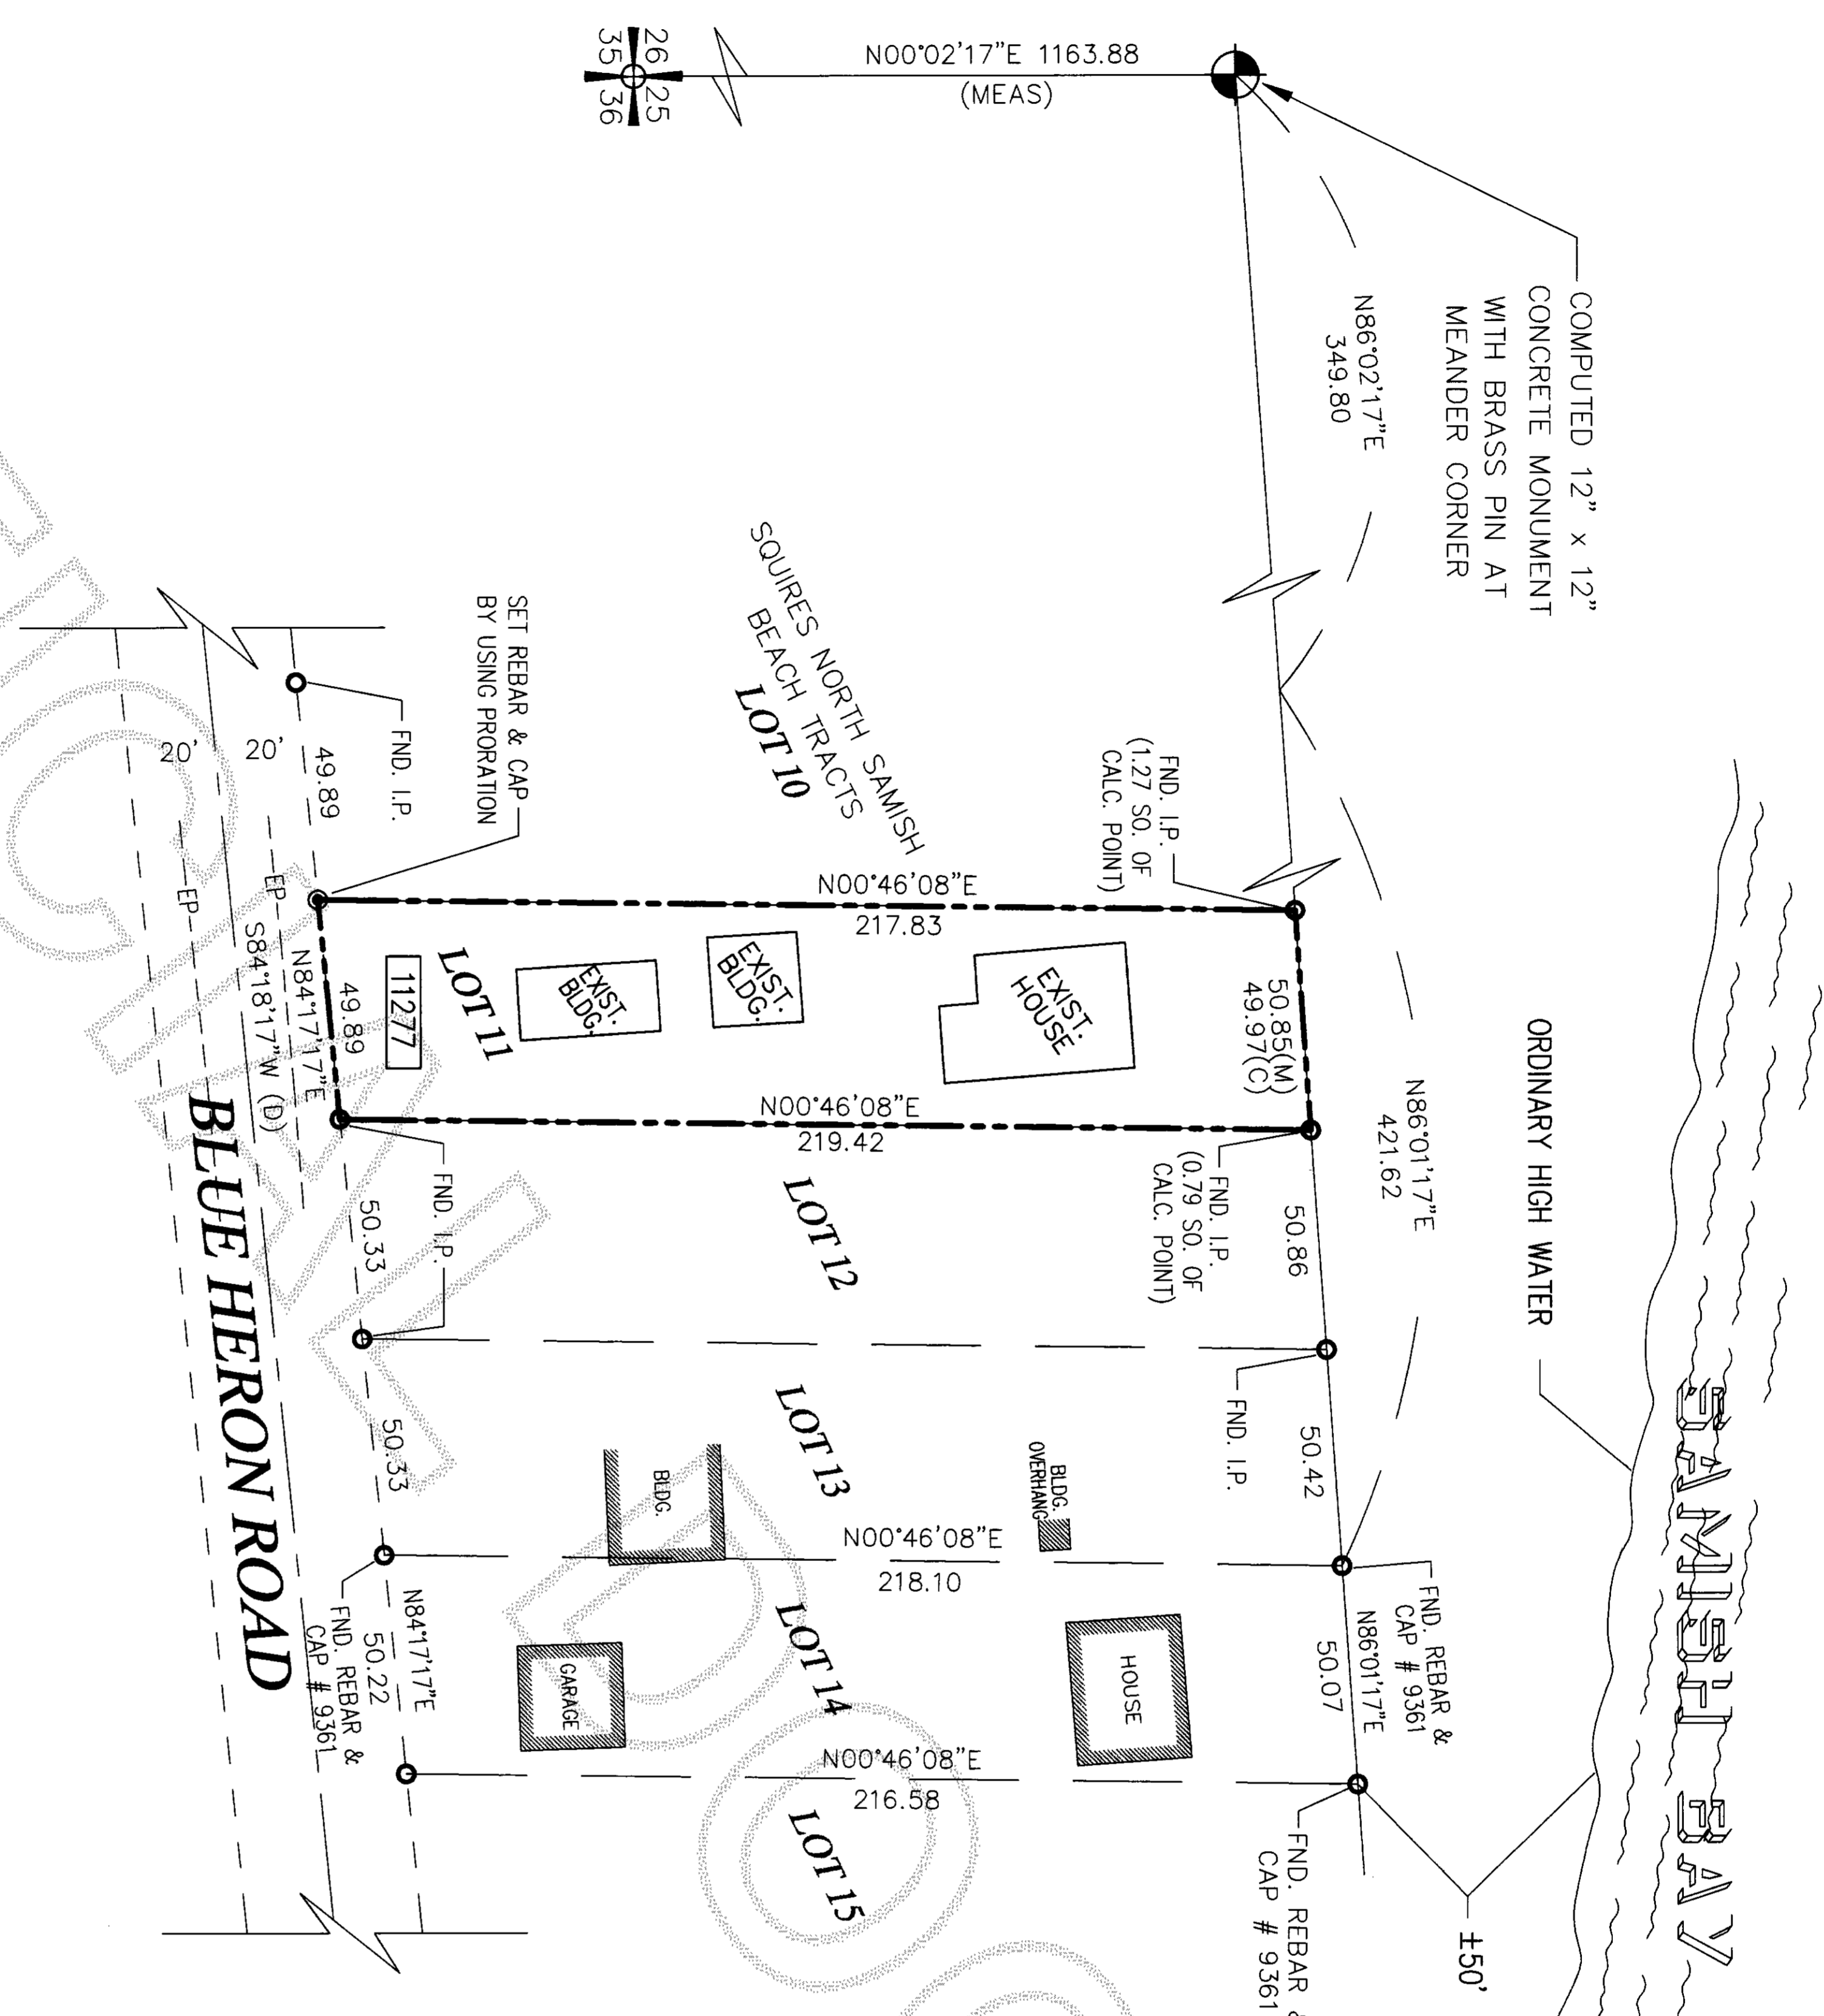 26
25
35
36
N00°02'17"E 1163.88
(MEAS)
COMPUTED 12" x 12"
CONCRETE MONUMENT
WITH BRASS PIN AT
MEANDER CORNER
N86°02'17"E
349.80
N86°01'17"E
421.62
ORDINARY HIGH WATER
SAMISH BAY
±50'
SQUIRES NORTH SAMISH
BEACH TRACTS
LOT 10
SET REBAR & CAP
BY USING PRORATION
FND. I.P.
49.89
20'
20'
EP
EP
S84°18'17"W (D)
N84°17'17"E
49.89
11277
LOT 11
EXIST.
BLDG.
EXIST.
BLDG.
EXIST.
HOUSE
N00°46'08"E
217.83
FND. I.P.
(1.27 SO. OF
CALC. POINT)
50.85(M)
49.97(C)
N00°46'08"E
219.42
FND. I.P.
(0.79 SO. OF
CALC. POINT)
50.86
LOT 12
FND. I.P.
50.33
FND. I.P.
50.42
LOT 13
50.33
BLDG.
BLDG.
OVERHANG
N00°46'08"E
218.10
FND. REBAR &
CAP # 9361
N86°01'17"E
50.07
LOT 14
HOUSE
GARAGE
N84°17'17"E
50.22
FND. REBAR &
CAP # 9361
N00°46'08"E
216.58
LOT 15
FND. REBAR &
CAP # 9361
BLUE HERON ROAD